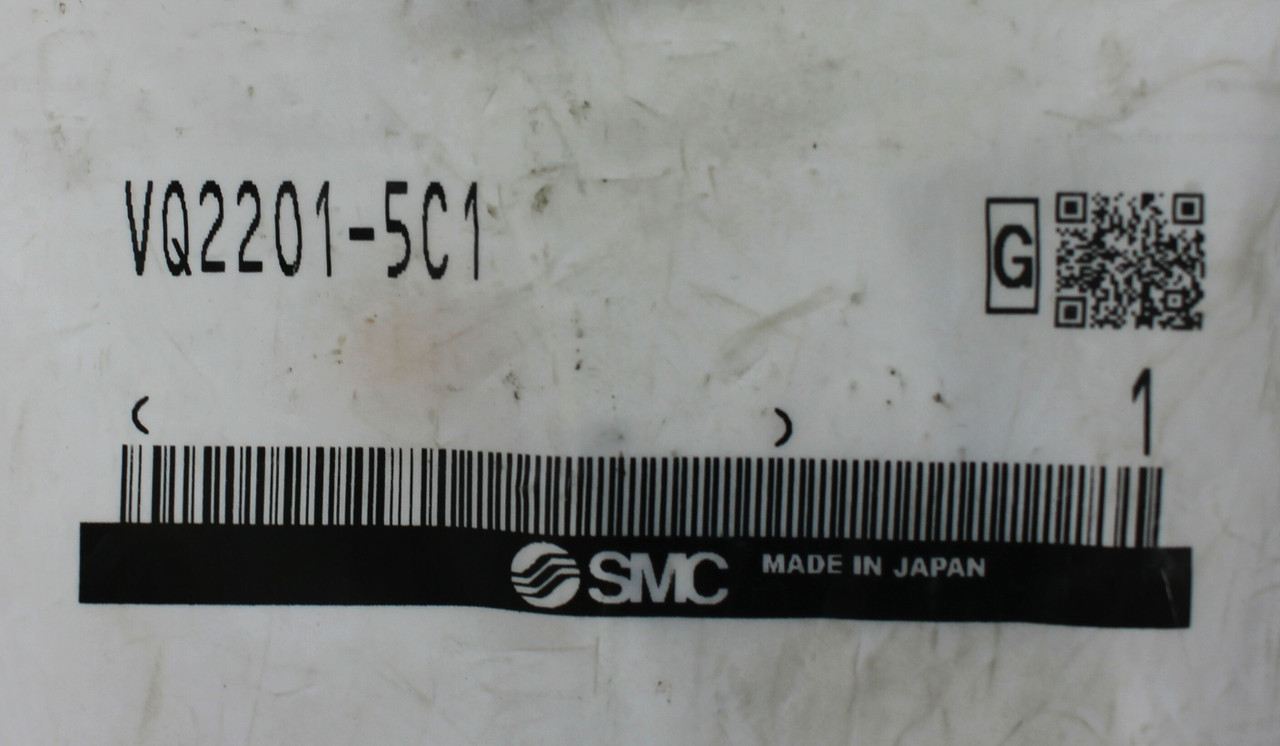 VQ2201-5C1
G
( )
1
SMC MADE IN JAPAN